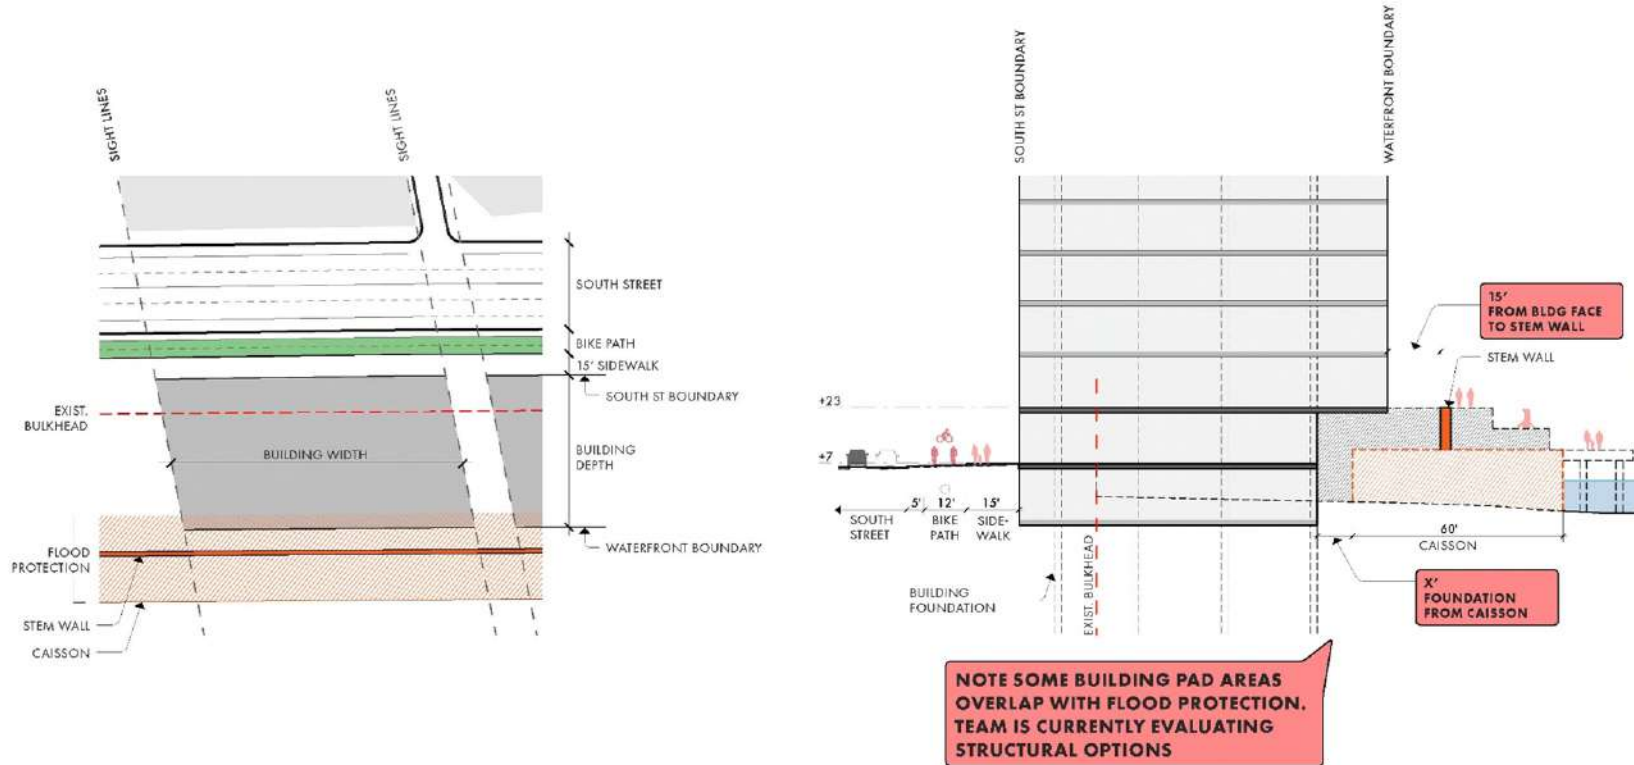 SIGHT LINES
SIGHT LINES
SOUTH STREET
BIKE PATH
15' SIDEWALK
SOUTH ST BOUNDARY
EXIST.
BULKHEAD
BUILDING WIDTH
BUILDING
DEPTH
WATERFRONT BOUNDARY
FLOOD
PROTECTION
STEM WALL
CAISSON
SOUTH ST BOUNDARY
WATERFRONT BOUNDARY
15'
FROM BLDG FACE
TO STEM WALL
STEM WALL
+23
+7
5'
12'
15'
SOUTH
STREET
BIKE
PATH
SIDE-
WALK
60'
CAISSON
BUILDING
FOUNDATION
EXIST. BULKHEAD
X'
FOUNDATION
FROM CAISSON
NOTE SOME BUILDING PAD AREAS
OVERLAP WITH FLOOD PROTECTION.
TEAM IS CURRENTLY EVALUATING
STRUCTURAL OPTIONS